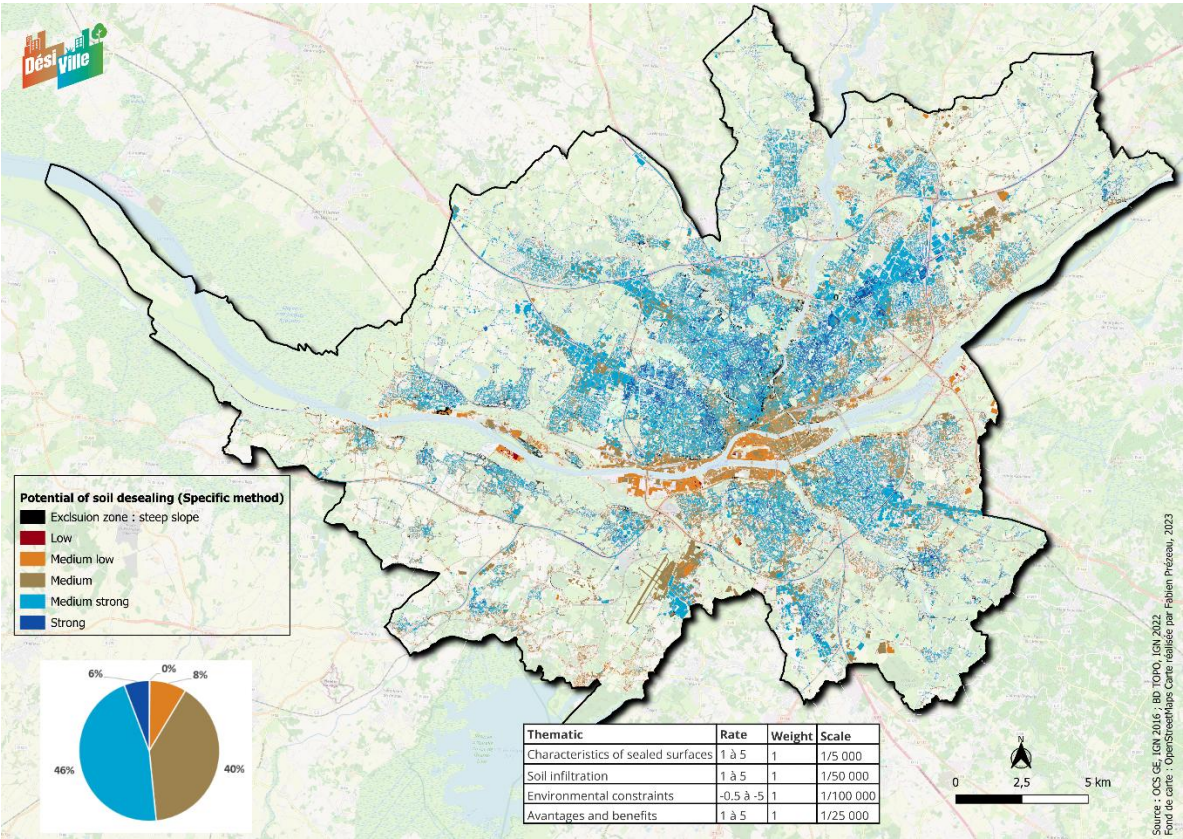 Dési Ville
Potential of soil desealing (Specific method)
Exclsuion zone : steep slope
Low
Medium low
Medium
Medium strong
Strong
0%
6%
8%
46%
40%
Thematic Rate Weight Scale
Characteristics of sealed surfaces 1 à 5 1 1/5 000
Soil infiltration 1 à 5 1 1/50 000
Environmental constraints -0.5 à -5 1 1/100 000
Avantages and benefits 1 à 5 1 1/25 000
N
0 2,5 5 km
Source : OCS GE, IGN 2016 ; BD TOPO, IGN 2022
Fond de carte : OpenStreetMaps Carte réalisée par Fabien Prézeau, 2023